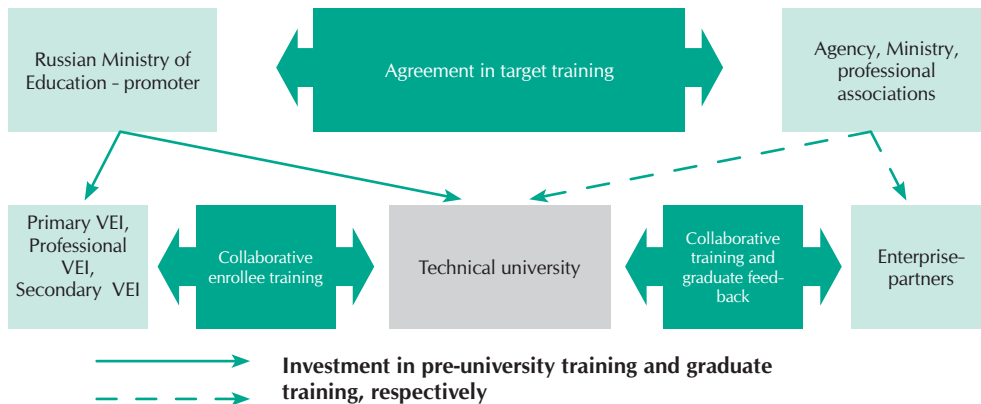 Russian Ministry of
Education – promoter
Agreement in target training
Agency, Ministry,
professional
associations
Primary VEI,
Professional
VEI,
Secondary VEI
Collaborative
enrollee training
Technical university
Collaborative
training and
graduate feed-
back
Enterprise-
partners
Investment in pre-university training and graduate
training, respectively